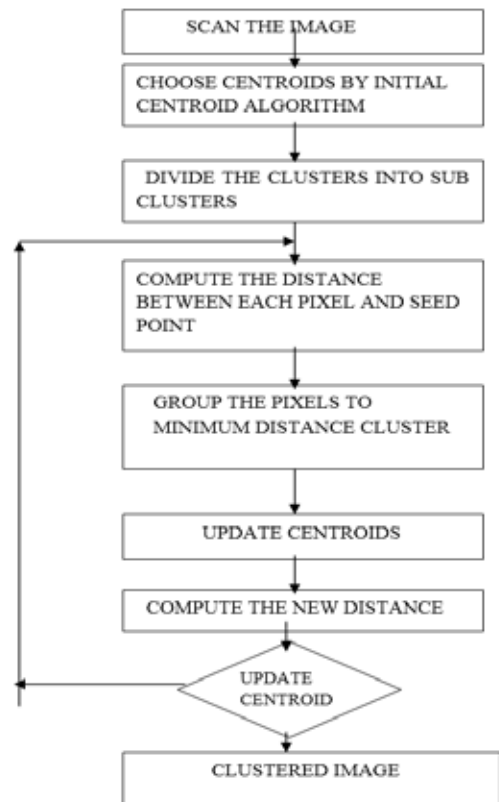 SCAN THE IMAGE
CHOOSE CENTROIDS BY INITIAL
CENTROID ALGORITHM
DIVIDE THE CLUSTERS INTO SUB
CLUSTERS
COMPUTE THE DISTANCE
BETWEEN EACH PIXEL AND SEED
POINT
GROUP THE PIXELS TO
MINIMUM DISTANCE CLUSTER
UPDATE CENTROIDS
COMPUTE THE NEW DISTANCE
UPDATE
CENTROID
CLUSTERED IMAGE